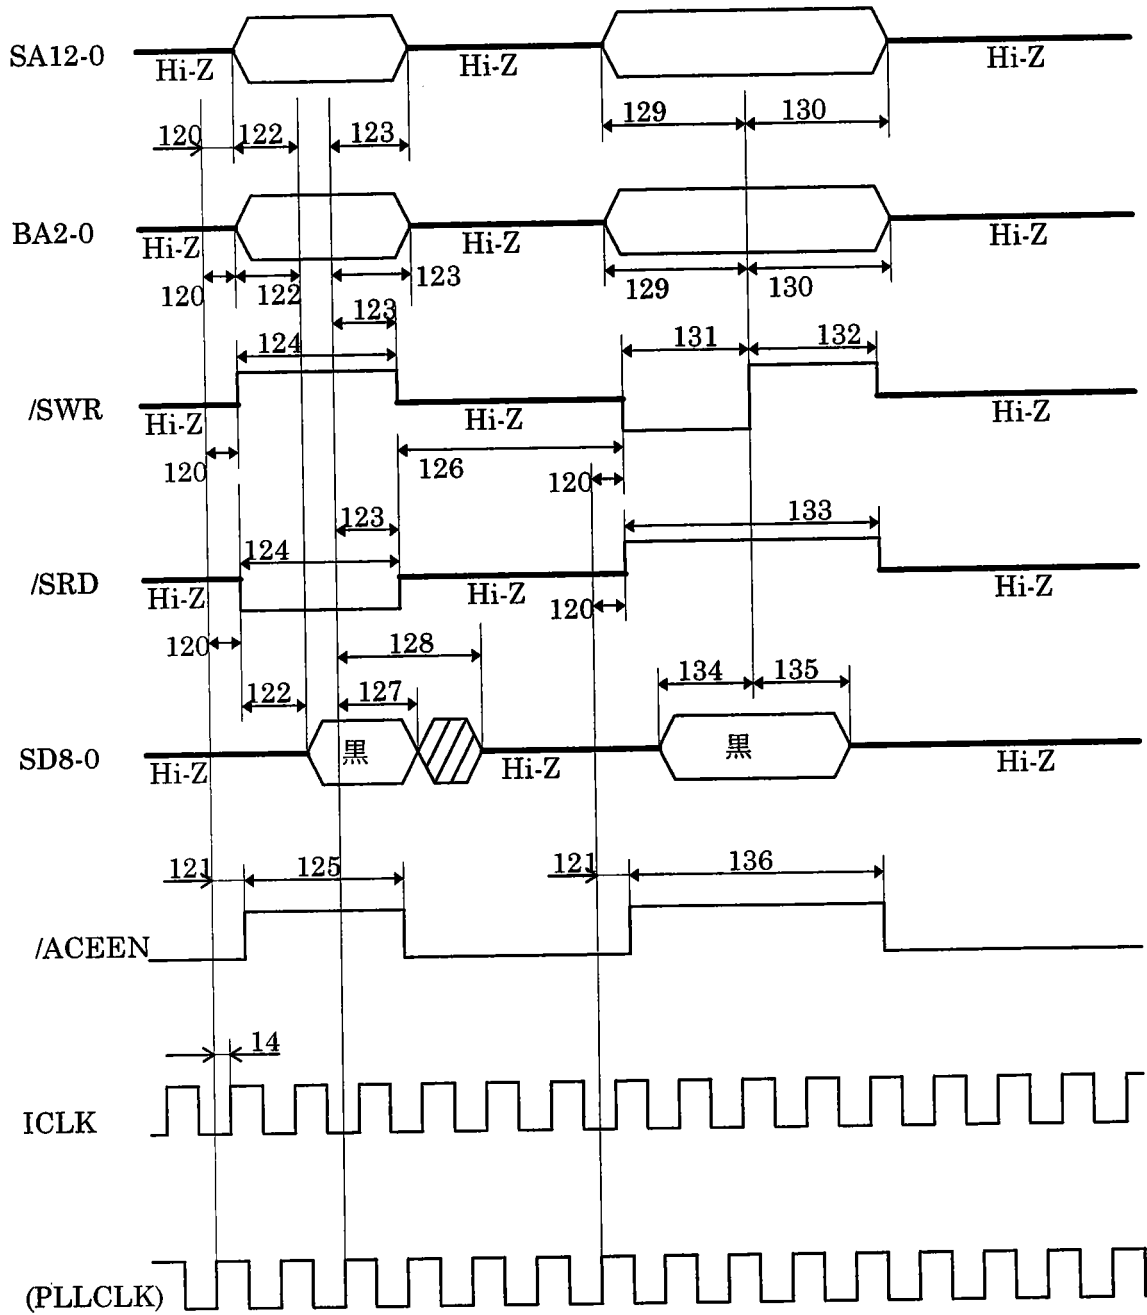 SA12-0
Hi-Z Hi-Z Hi-Z
129 130
120 122 123
BA2-0
Hi-Z Hi-Z Hi-Z
120 122 123 129 130
123
124 131 132
/SWR
Hi-Z Hi-Z Hi-Z
120 126 120
123 133
124
/SRD
Hi-Z Hi-Z Hi-Z
120 120
128
122 127 134 135
SD8-0
黒 黒
Hi-Z Hi-Z Hi-Z
121 125 121 136
/ACEEN
14
ICLK
(PLLCLK)